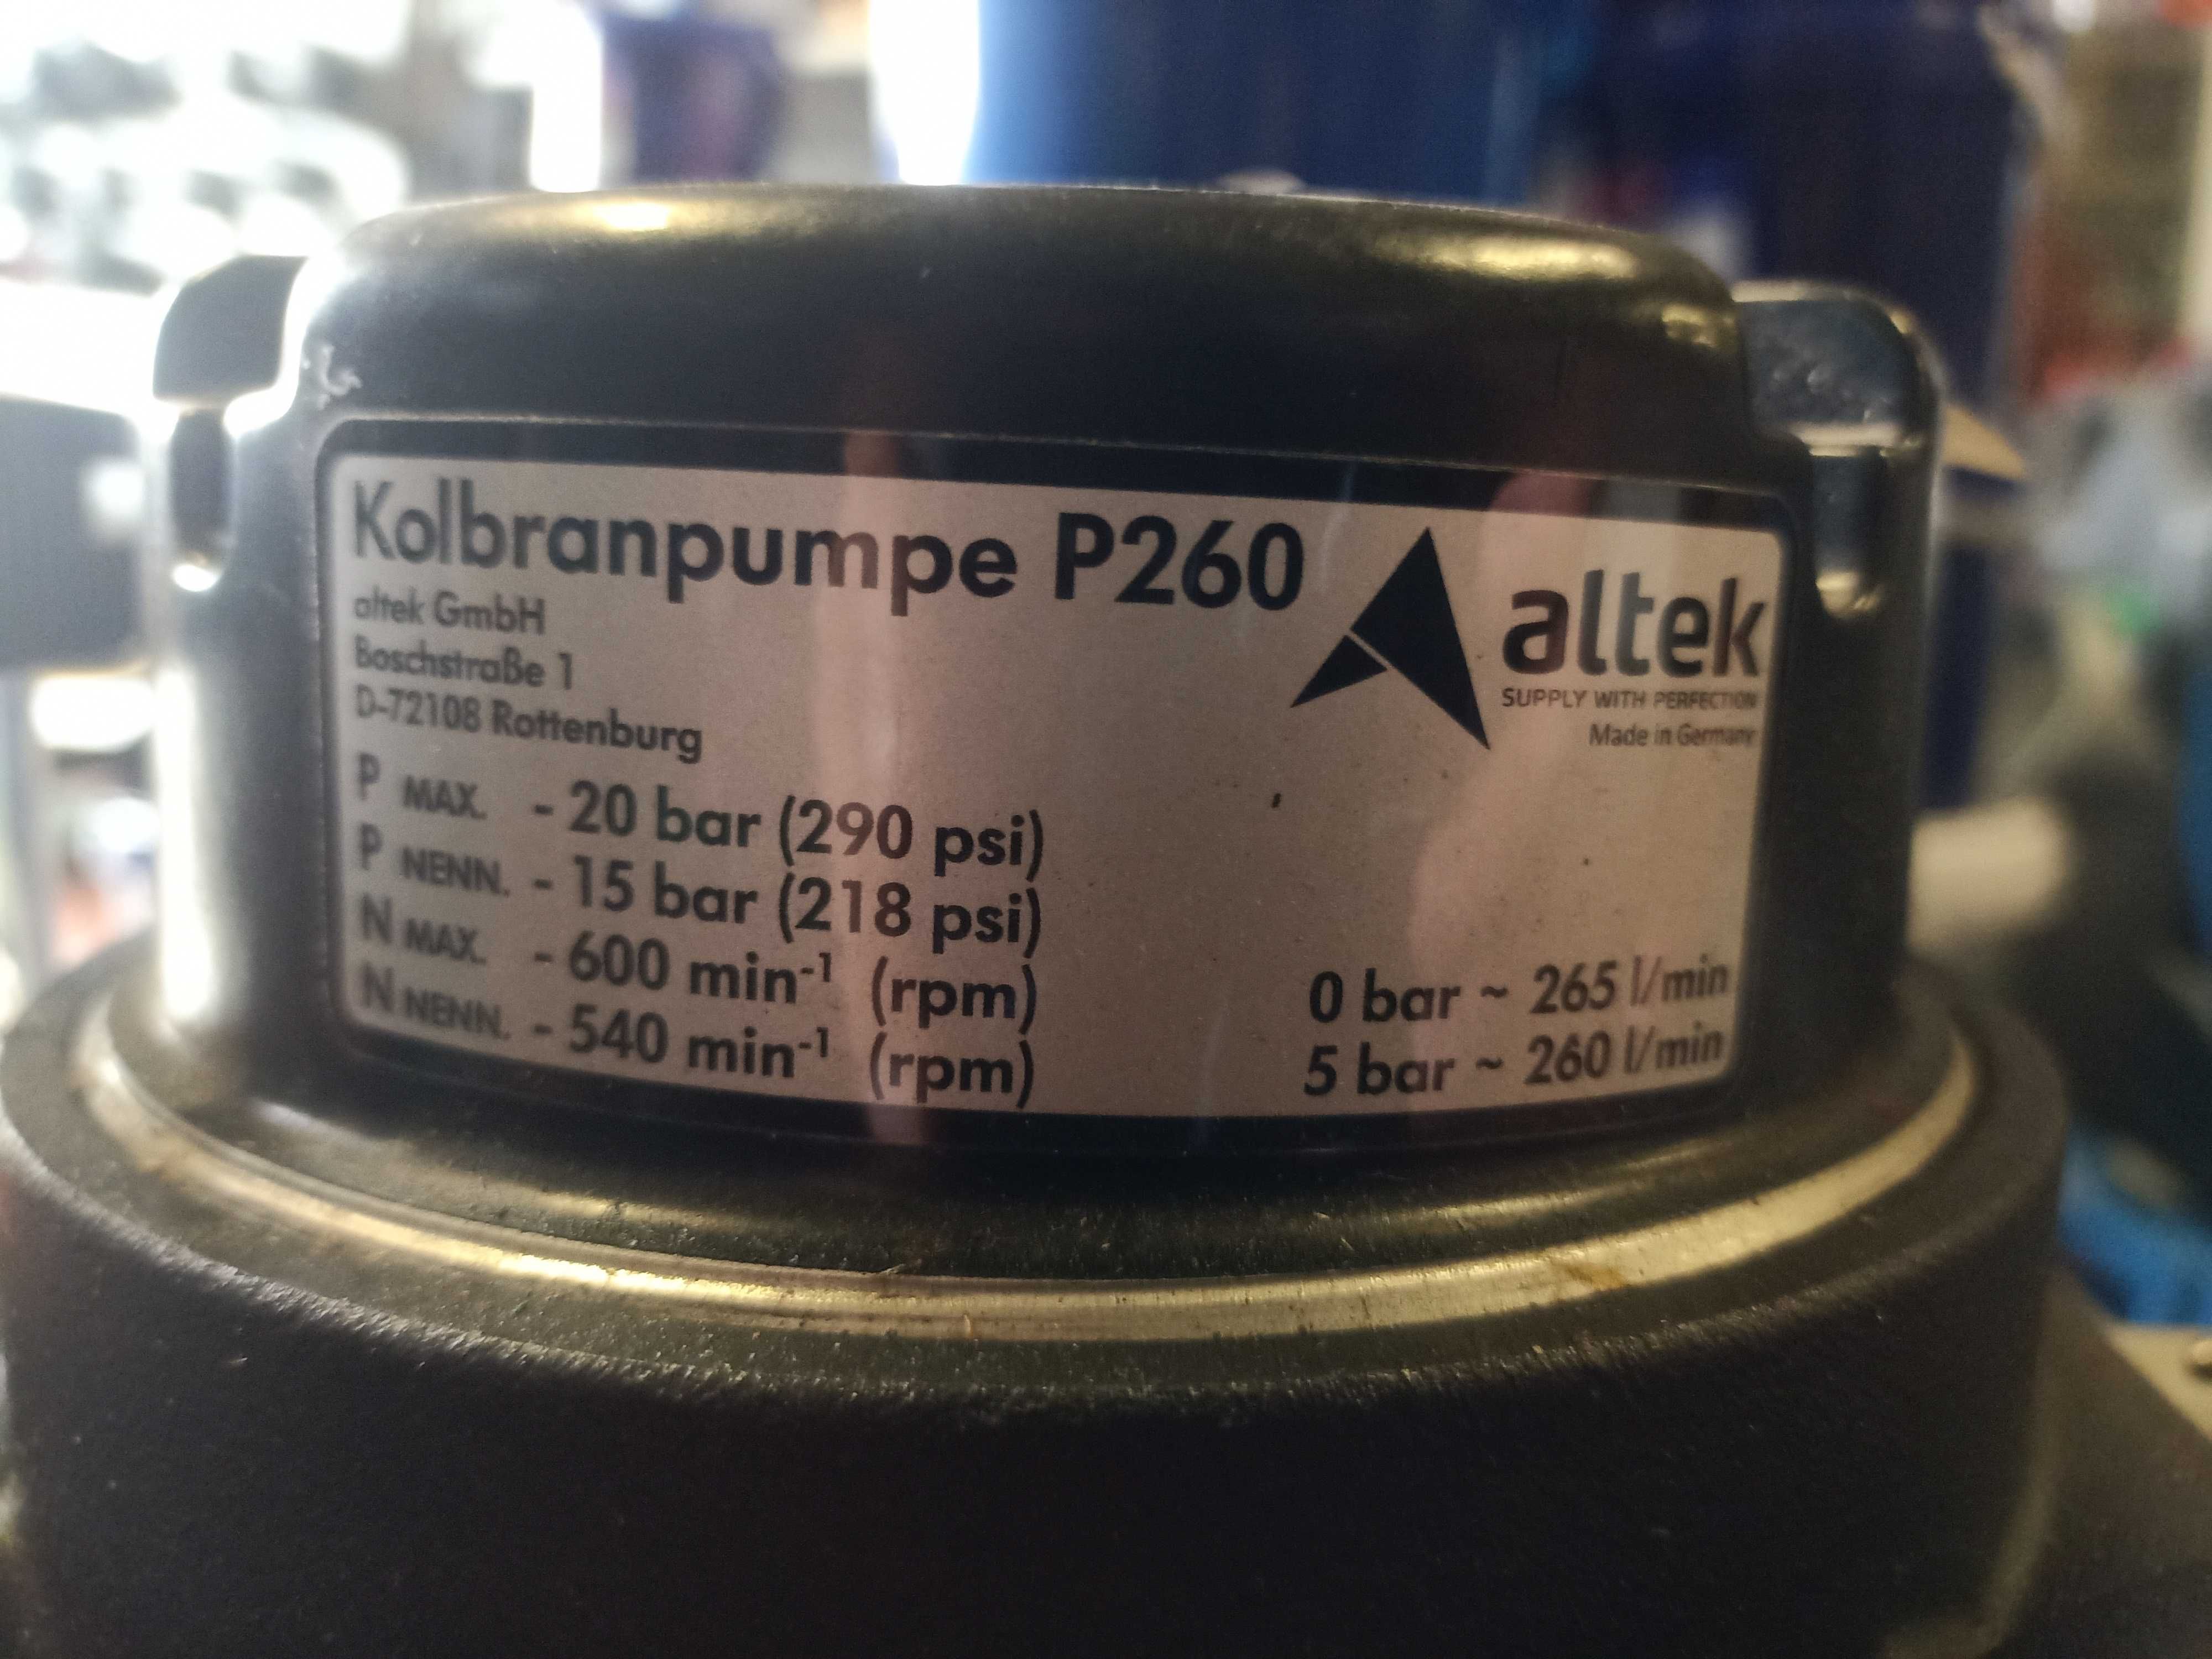 Kolbranpumpe P260
altek GmbH
Boschstraße 1
D-72108 Rottenburg
altek
SUPPLY WITH PERFECTION
Made in Germany
P MAX. - 20 bar (290 psi)
P NENN. - 15 bar (218 psi)
N MAX. - 600 min-1 (rpm)
N NENN. - 540 min-1 (rpm)
0 bar ~ 265 l/min
5 bar ~ 260 l/min